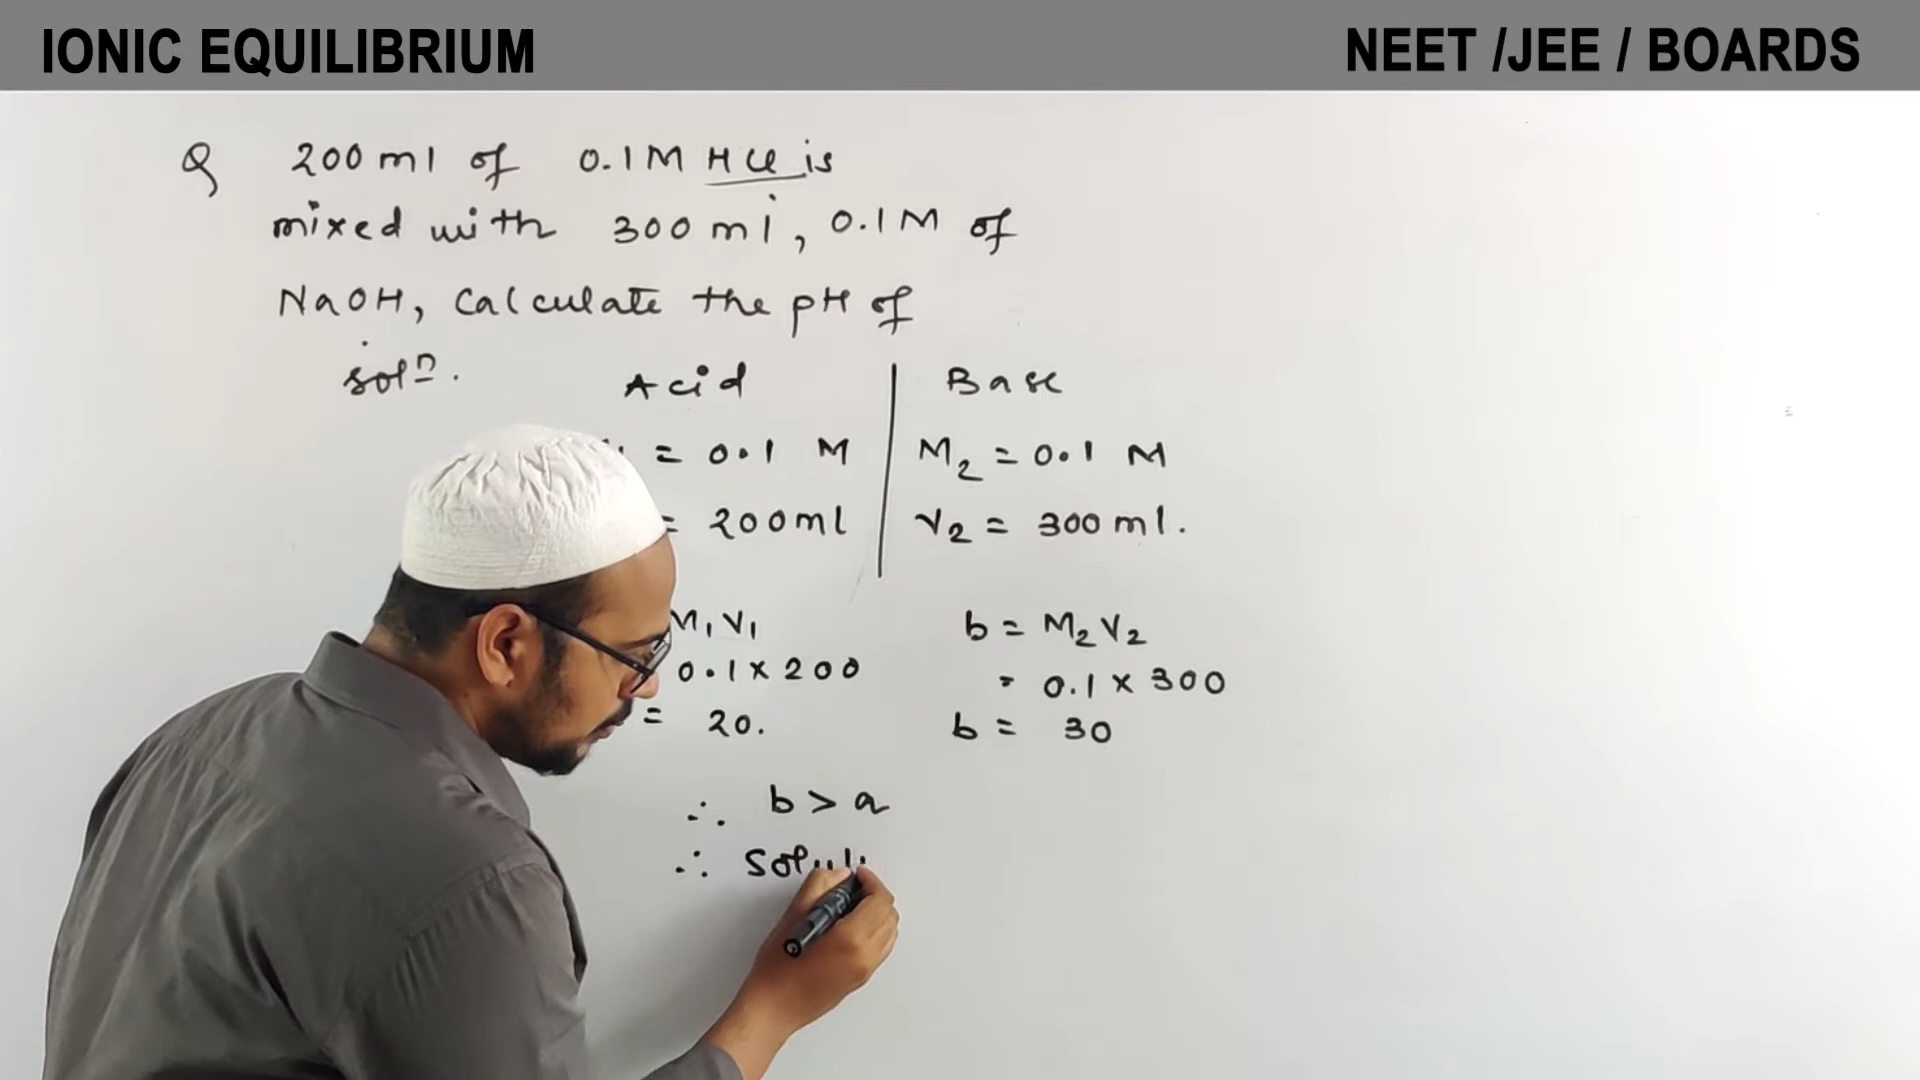 IONIC EQUILIBRIUM
NEET /JEE / BOARDS
Q 200 ml of 0.1M HCl is
mixed with 300 ml, 0.1M of
NaOH, Calculate the pH of
solⁿ.
Acid
Base
= 0.1 M
M₂ = 0.1 M
= 200ml
V₂ = 300 ml.
M₁V₁
b = M₂V₂
0.1 x 200
= 0.1 x 300
= 20.
b = 30
∴ b > a
∴